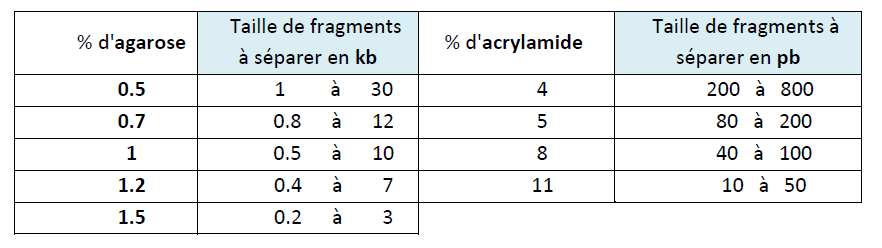 % d'agarose Taille de fragments à séparer en kb % d'acrylamide Taille de fragments à séparer en pb
0.5 1 à 30 4 200 à 800
0.7 0.8 à 12 5 80 à 200
1 0.5 à 10 8 40 à 100
1.2 0.4 à 7 11 10 à 50
1.5 0.2 à 3